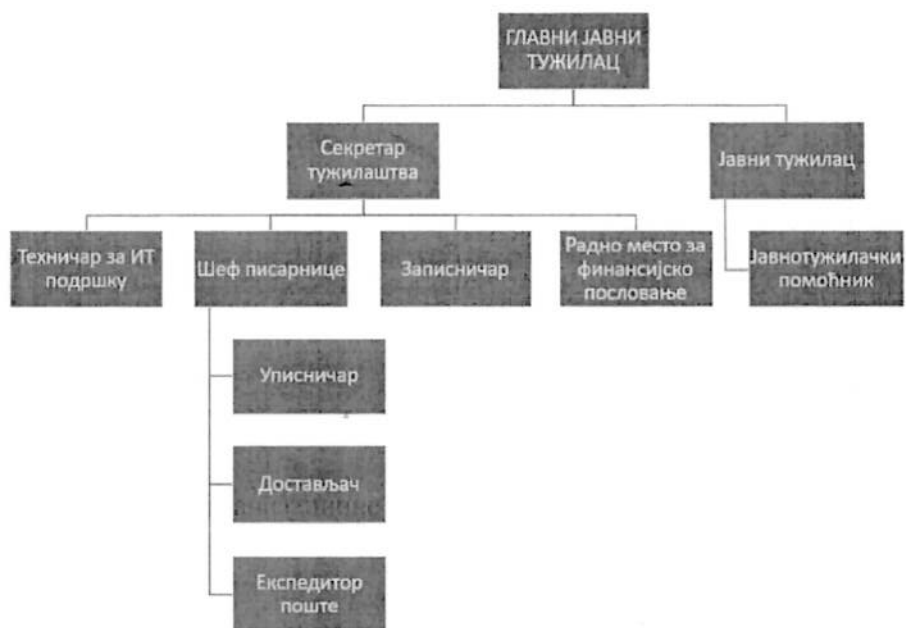 ГЛАВНИ ЈАВНИ
ТУЖИЛАЦ
Секретар
тужилаштва
Јавни тужилац
Техничар за ИТ
подршку
Шеф писарнице
Записничар
Радно место за
финансијско
пословање
Јавнотужилачки
помоћник
Уписничар
Достављач
Експедитор
поште